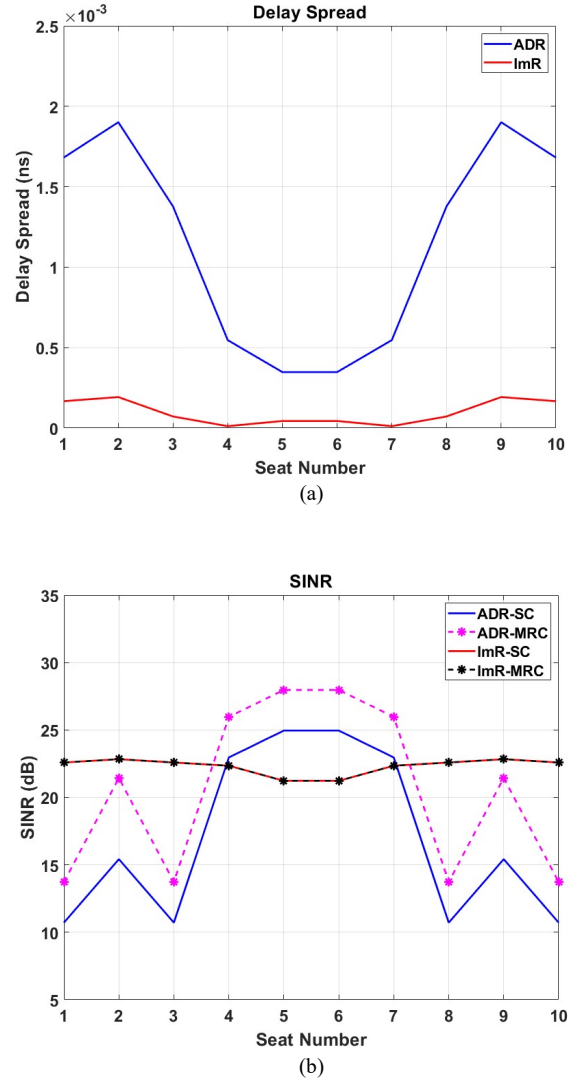 Delay Spread
×10⁻³
2.5
2
1.5
1
0.5
0
Delay Spread (ns)
ADR
ImR
1 2 3 4 5 6 7 8 9 10
Seat Number
(a)
SINR
35
30
25
20
15
10
5
SINR (dB)
ADR-SC
ADR-MRC
ImR-SC
ImR-MRC
1 2 3 4 5 6 7 8 9 10
Seat Number
(b)